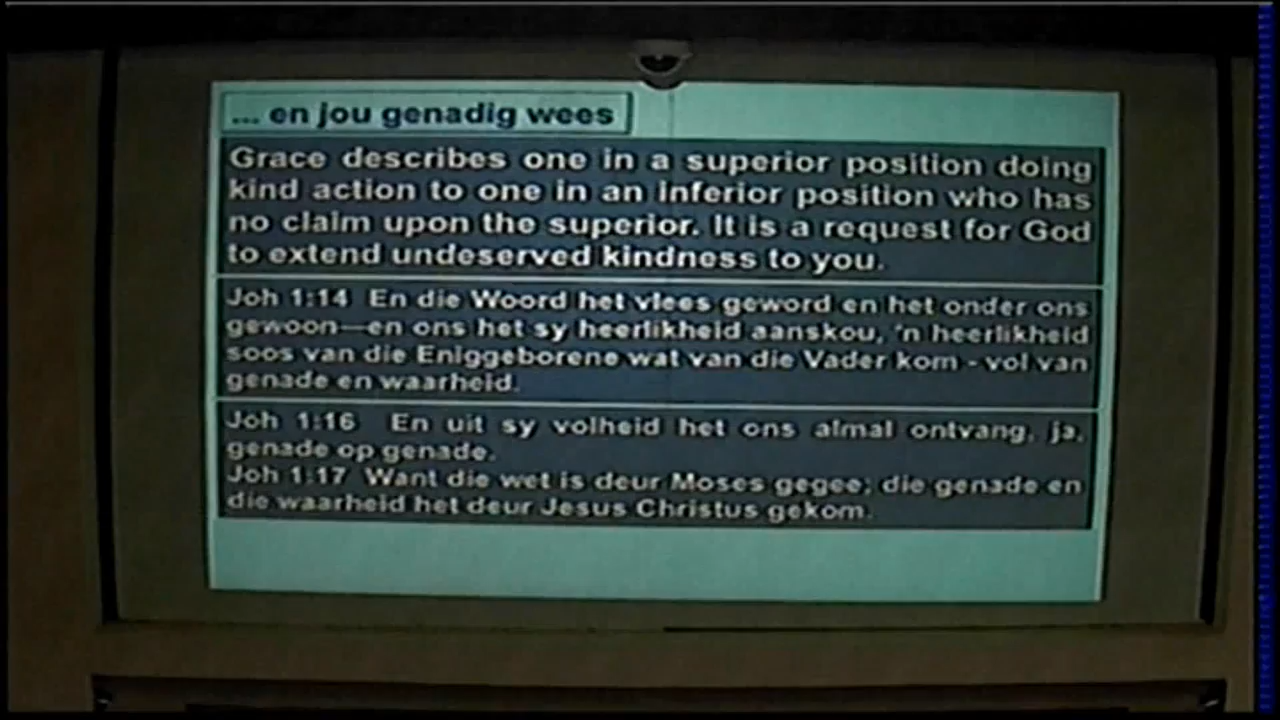 ... en jou genadig wees
Grace describes one in a superior position doing
kind action to one in an inferior position who has
no claim upon the superior. It is a request for God
to extend undeserved kindness to you.
Joh 1:14 En die Woord het vlees geword en het onder ons
gewoon—en ons het sy heerlikheid aanskou, 'n heerlikheid
soos van die Eniggeborene wat van die Vader kom - vol van
genade en waarheid.
Joh 1:16 En uit sy volheid het ons almal ontvang, ja,
genade op genade.
Joh 1:17 Want die wet is deur Moses gegee; die genade en
die waarheid het deur Jesus Christus gekom.